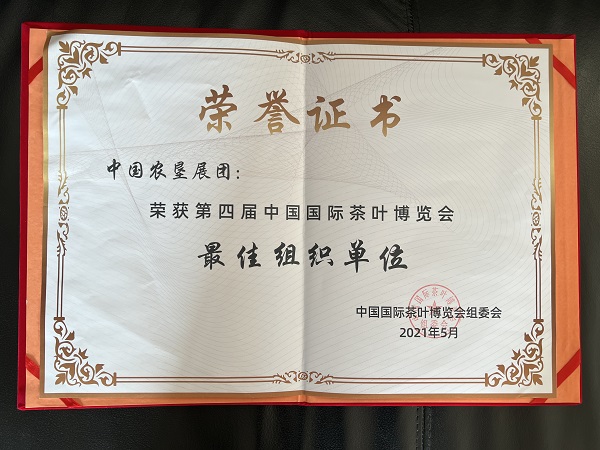 荣誉证书
中国农垦展团：
荣获第四届中国国际茶叶博览会
最佳组织单位
中国国际茶叶博览会组委会
2021年5月